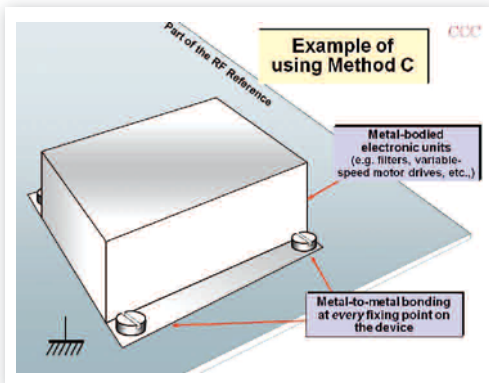 Example of
using Method C
CCC
Part of the RF Reference
Metal-bodied
electronic units
(e.g. filters, variable-
speed motor drives, etc.,)
Metal-to-metal bonding
at every fixing point on
the device